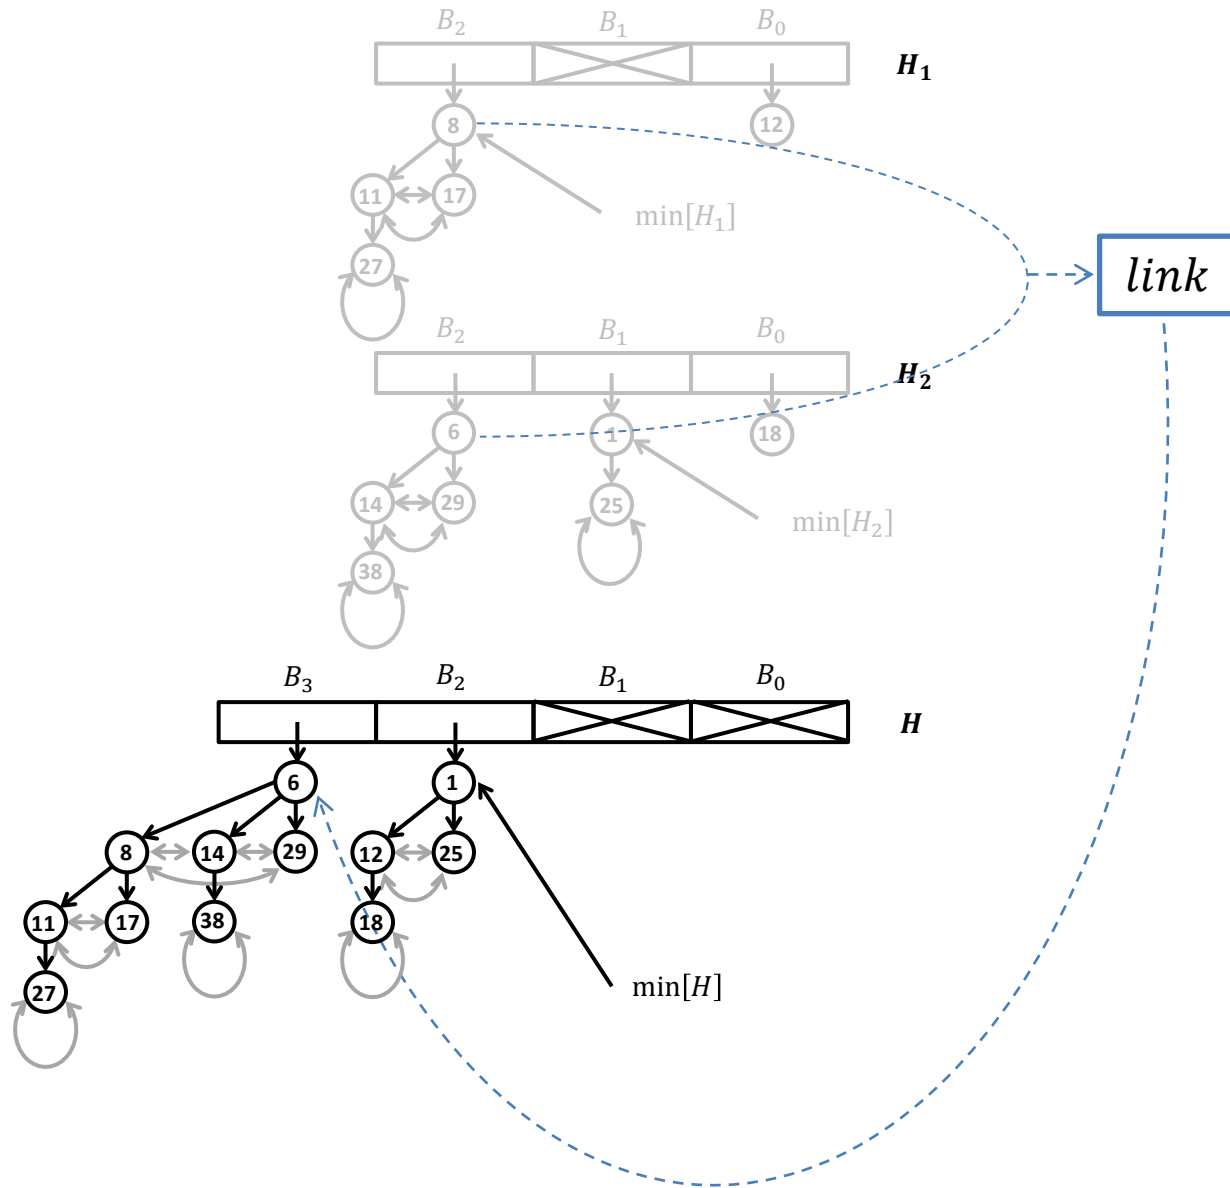 B₂ B₁ B₀
H₁
8 12
11 17
min[H₁]
27
link
B₂ B₁ B₀
H₂
6 1 18
14 29 25
min[H₂]
38
B₃ B₂ B₁ B₀
H
6 1
8 14 29 12 25
11 17 38 18
27
min[H]